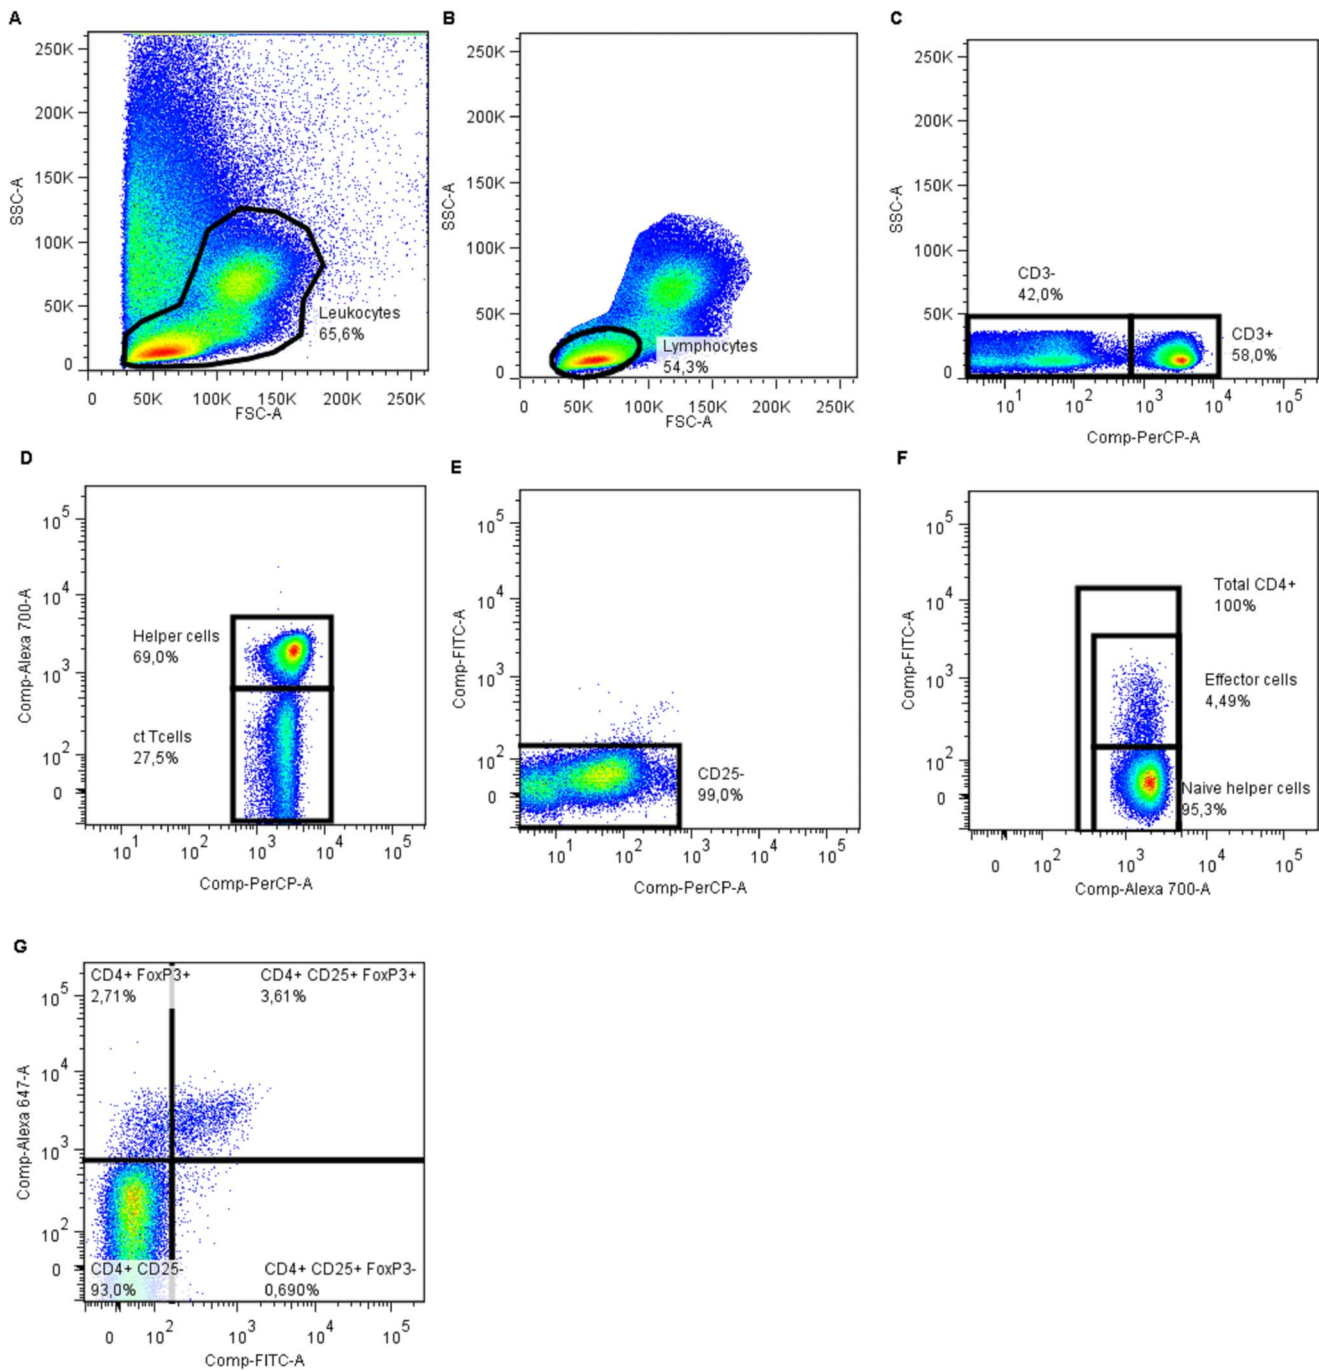 A
250K
200K
150K
100K
50K
0
SSC-A
Leukocytes
65,6%
0 50K 100K 150K 200K 250K
FSC-A
B
250K
200K
150K
100K
50K
0
SSC-A
Lymphocytes
54,3%
0 50K 100K 150K 200K 250K
FSC-A
C
250K
200K
150K
100K
50K
0
SSC-A
CD3-
42,0%
CD3+
58,0%
10^1 10^2 10^3 10^4 10^5
Comp-PerCP-A
D
10^5
10^4
10^3
10^2
0
Comp-Alexa 700-A
Helper cells
69,0%
ct Tcells
27,5%
10^1 10^2 10^3 10^4 10^5
Comp-PerCP-A
E
10^5
10^4
10^3
10^2
0
Comp-FITC-A
CD25-
99,0%
10^1 10^2 10^3 10^4 10^5
Comp-PerCP-A
F
10^5
10^4
10^3
10^2
0
Comp-FITC-A
Total CD4+
100%
Effector cells
4,49%
Naive helper cells
95,3%
0 10^2 10^3 10^4 10^5
Comp-Alexa 700-A
G
10^5
10^4
10^3
10^2
0
Comp-Alexa 647-A
CD4+ FoxP3+
2,71%
CD4+ CD25+ FoxP3+
3,61%
CD4+ CD25-
93,0%
CD4+ CD25+ FoxP3-
0,690%
0 10^2 10^3 10^4 10^5
Comp-FITC-A